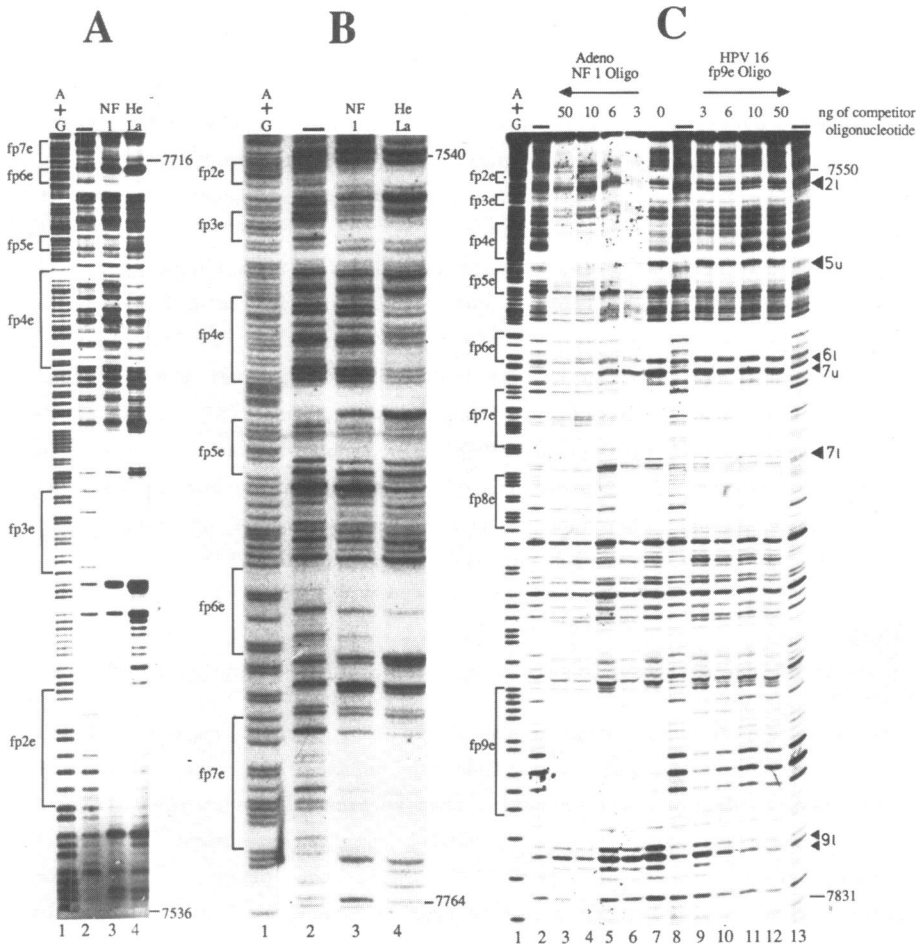 A
B
C
Adeno
NF 1 Oligo
HPV 16
fp9e Oligo
A
+
G
NF
1
He
La
A
+
G
NF
1
He
La
A
+
G
50 10 6 3 0 3 6 10 50
ng of competitor
oligonucleotide
fp7e
fp6e
fp5e
fp4e
fp3e
fp2e
7716
7536
1 2 3 4
fp2e
fp3e
fp4e
fp5e
fp6e
fp7e
7540
7764
1 2 3 4
fp2e
fp3e
fp4e
fp5e
fp6e
fp7e
fp8e
fp9e
7550
2l
5u
6l
7u
7l
9l
7831
1 2 3 4 5 6 7 8 9 10 11 12 13